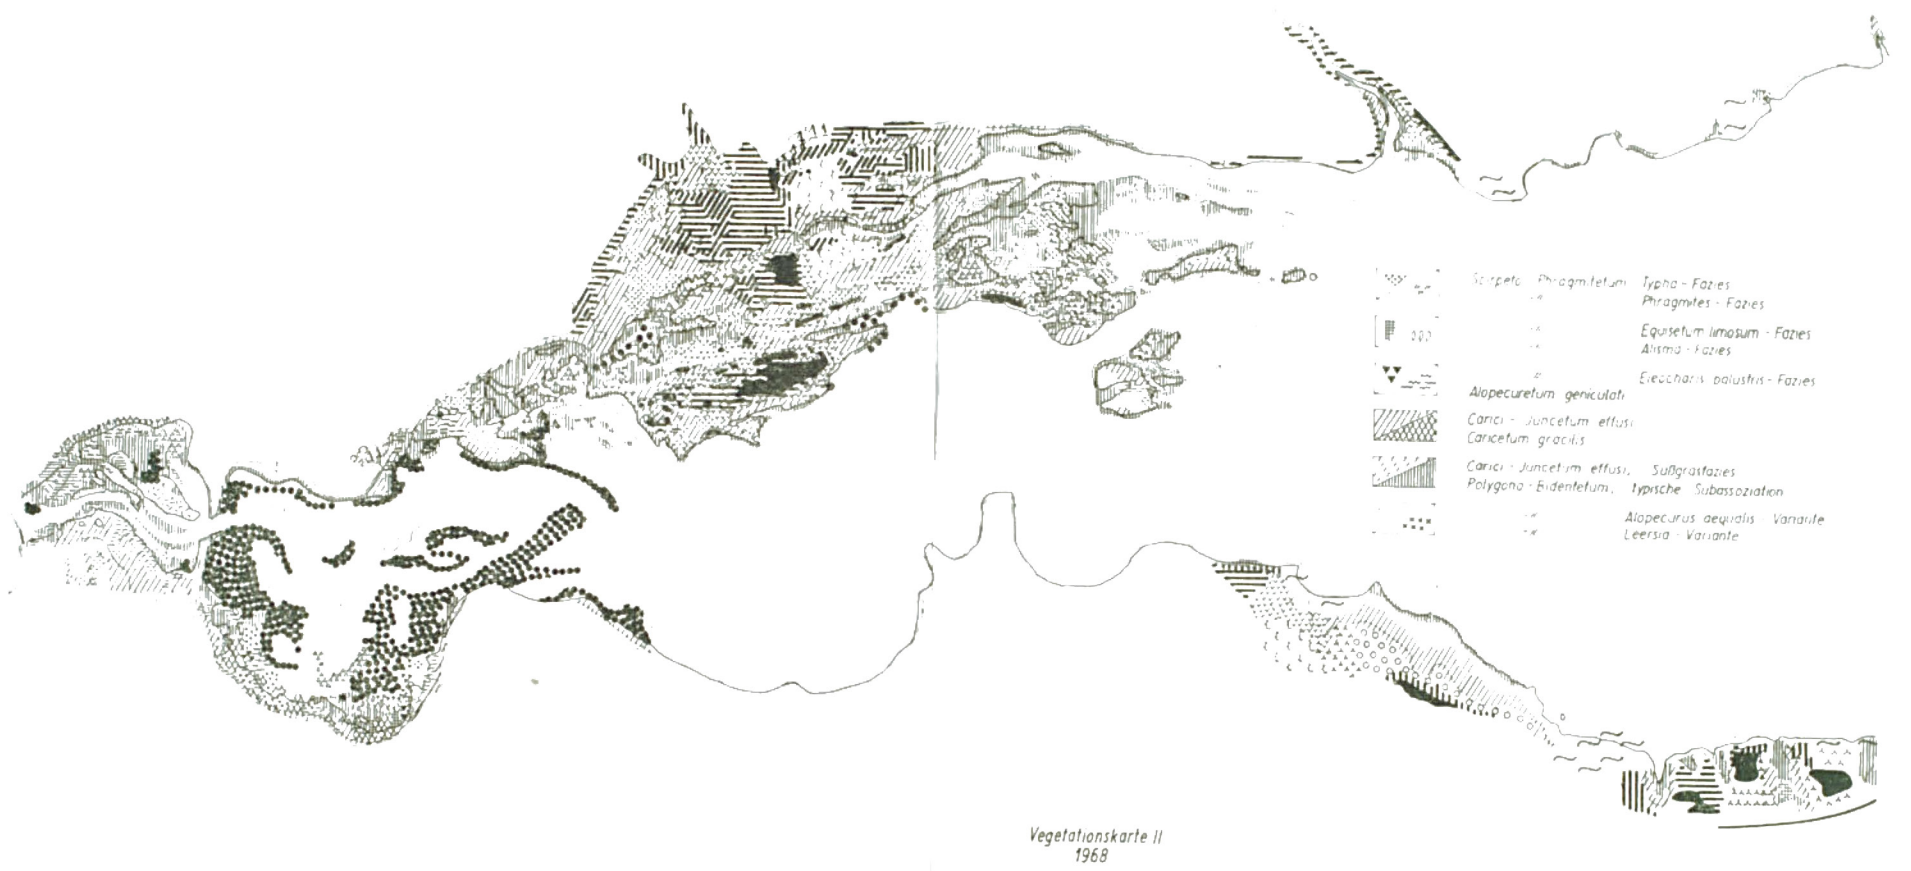 Scirpeto Phragmitetum Typha - Fazies
-"- Phragmites - Fazies
-"- Equisetum limosum - Fazies
-"- Alisma - Fazies
-"- Eleocharis palustris - Fazies
Alopecuretum geniculati
Carici - Juncetum effusi
Caricetum gracilis
Carici - Juncetum effusi, Süßgrasfazies
Polygono - Bidentetum, typische Subassoziation
-"- Alopecurus aequalis Variante
-"- Leersia - Variante
Vegetationskarte II
1968